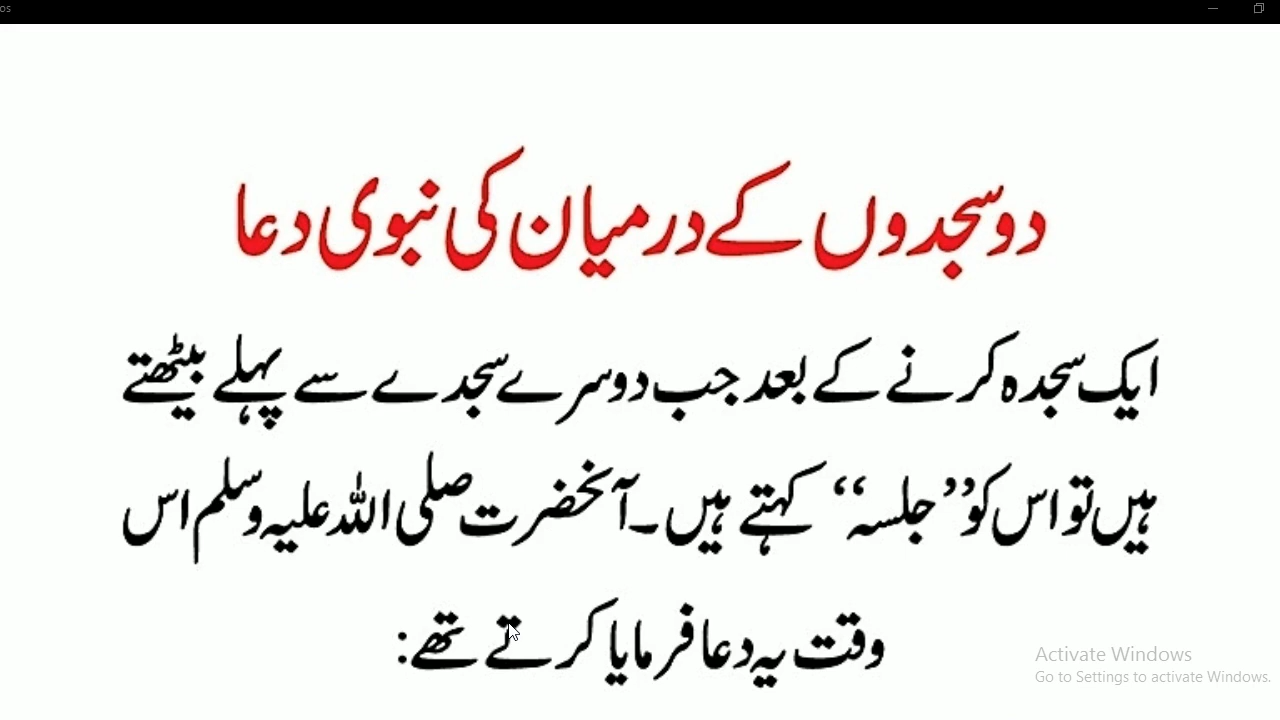 os
دو سجدوں کے درمیان کی نبوی دعا
ایک سجدہ کرنے کے بعد جب دوسرے سجدے سے پہلے بیٹھتے
ہیں تو اس کو ’’جلسہ‘‘ کہتے ہیں۔ آنحضرت صلی اللہ علیہ وسلم اس
وقت یہ دعا فرمایا کرتے تھے:
Activate Windows
Go to Settings to activate Windows.